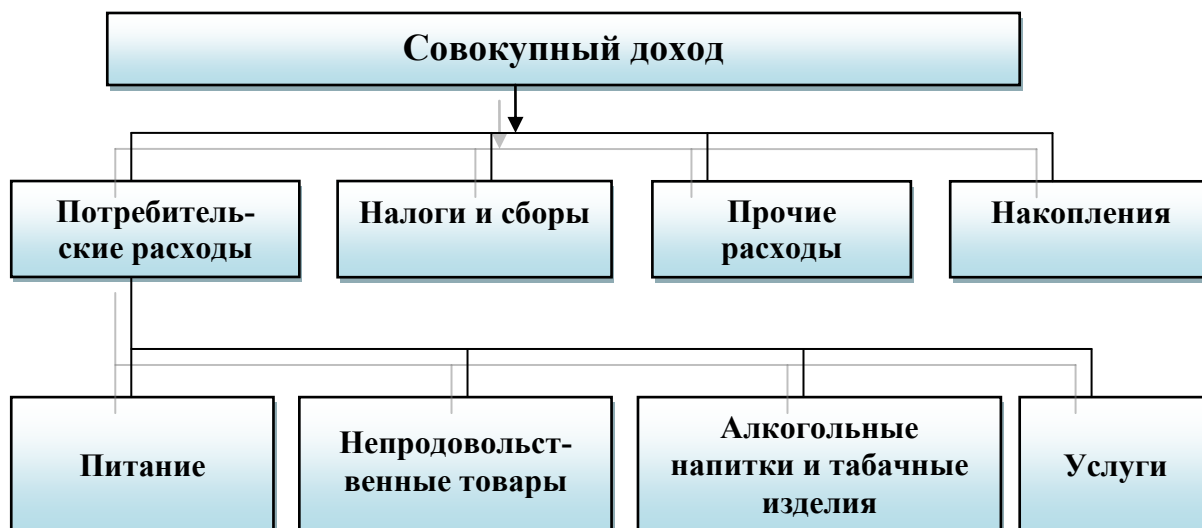 Совокупный доход
Потребитель-
ские расходы
Налоги и сборы
Прочие
расходы
Накопления
Питание
Непродовольст-
венные товары
Алкогольные
напитки и табачные
изделия
Услуги